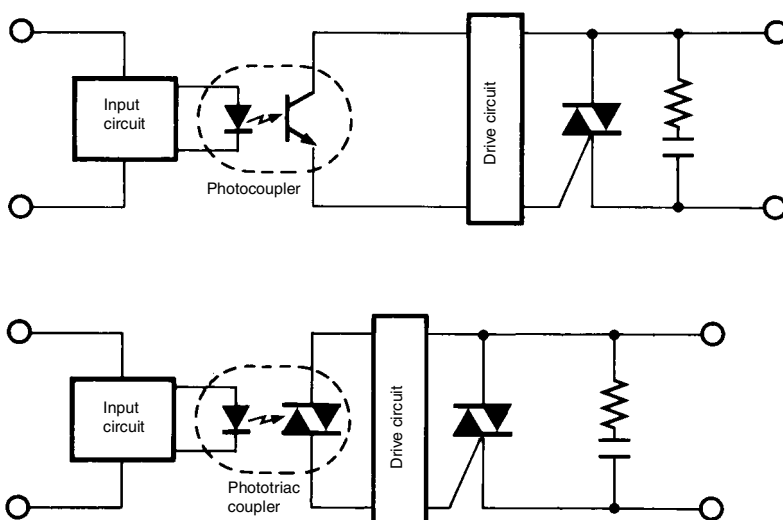 Input
circuit
Photocoupler
Drive circuit
Input
circuit
Phototriac
coupler
Drive circuit